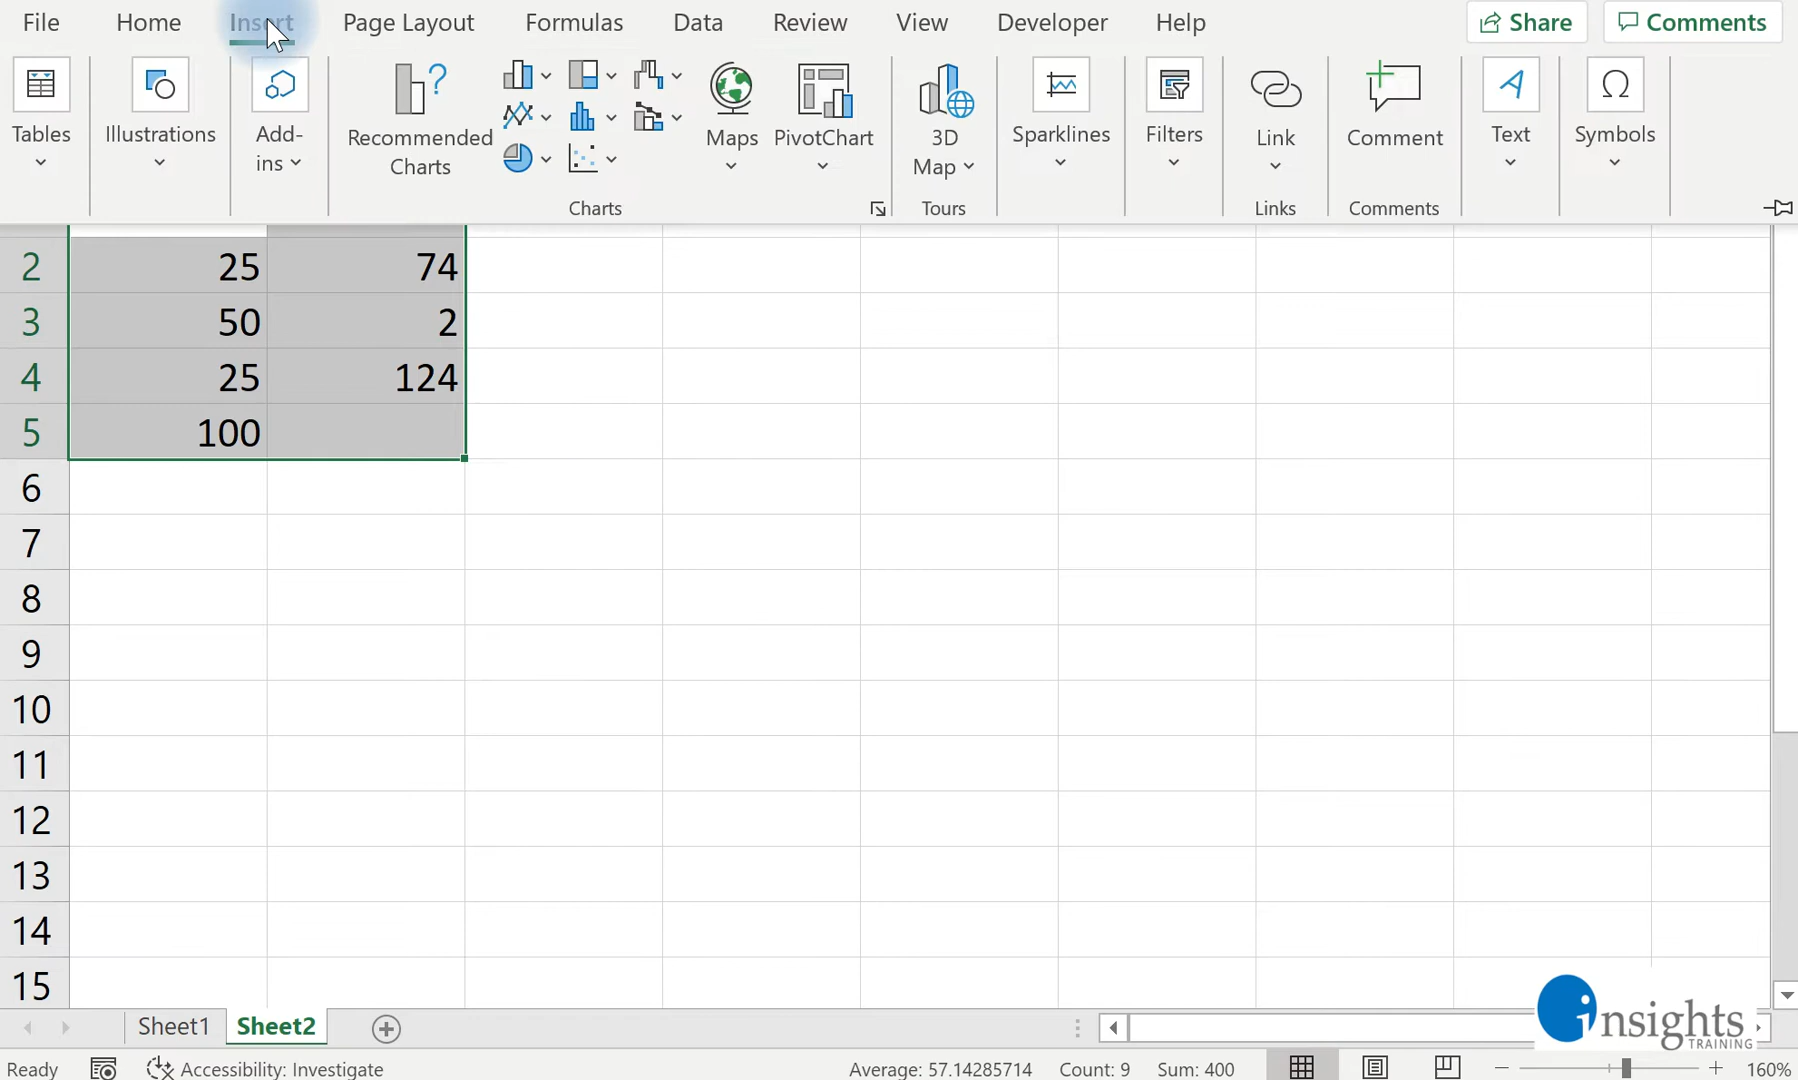 File Home Insert Page Layout Formulas Data Review View Developer Help Share Comments
Tables
Illustrations
Add-
ins
Recommended
Charts
Maps
PivotChart
3D
Map
Sparklines
Filters
Link
Comment
Text
Symbols
Charts Tours Links Comments
2 25 74
3 50 2
4 25 124
5 100
6
7
8
9
10
11
12
13
14
15
insights
TRAINING
Sheet1 Sheet2
Ready Accessibility: Investigate Average: 57.14285714 Count: 9 Sum: 400 160%